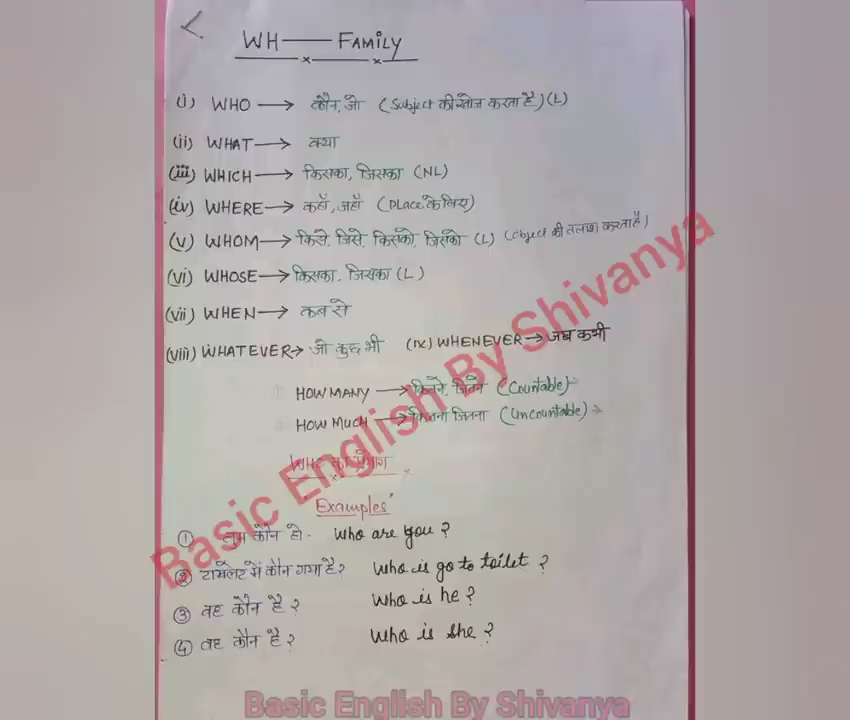 WH — FAMILY
(i) WHO → कौन, जो (Subject की खोज करता है) (L)
(ii) WHAT → क्या
(iii) WHICH → किसका, जिसका (NL)
(iv) WHERE → कहाँ, जहाँ (Place के लिए)
(v) WHOM → किसे, जिसे, किसको, जिसको (L) (object की तलाश करता है)
(vi) WHOSE → किसका, जिसका (L)
(vii) WHEN → कब से
(viii) WHATEVER → जो कुछ भी (ix) WHENEVER → जब कभी
HOW MANY → कितने, जितने (Countable)
HOW MUCH → कितना जितना (Uncountable)
WHO का प्रयोग
Examples
① तुम कौन हो. Who are you?
② टायलेट में कौन गया है? Who is go to toilet?
③ वह कौन है? Who is he?
④ वह कौन है? Who is she?
Basic English By Shivanya
Basic English By Shivanya